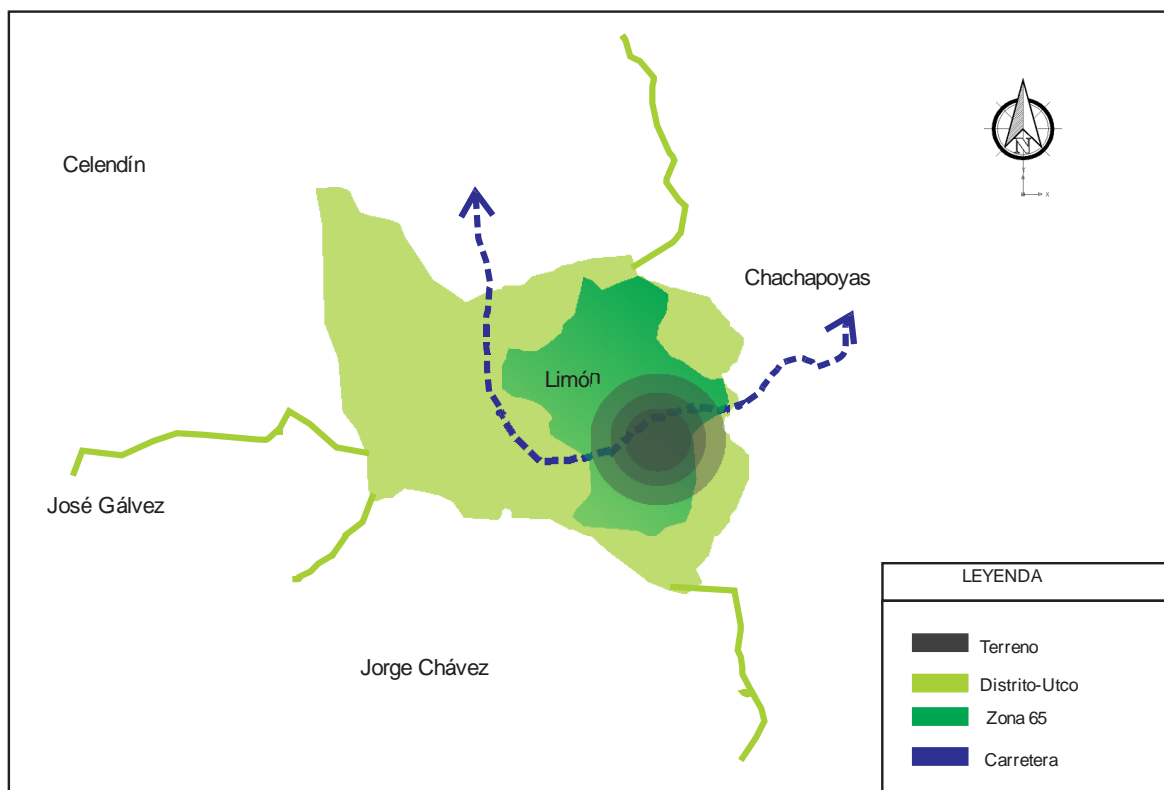 Celendín
N
Y
X
Chachapoyas
Limón
José Gálvez
Jorge Chávez
LEYENDA
Terreno
Distrito-Utco
Zona 65
Carretera